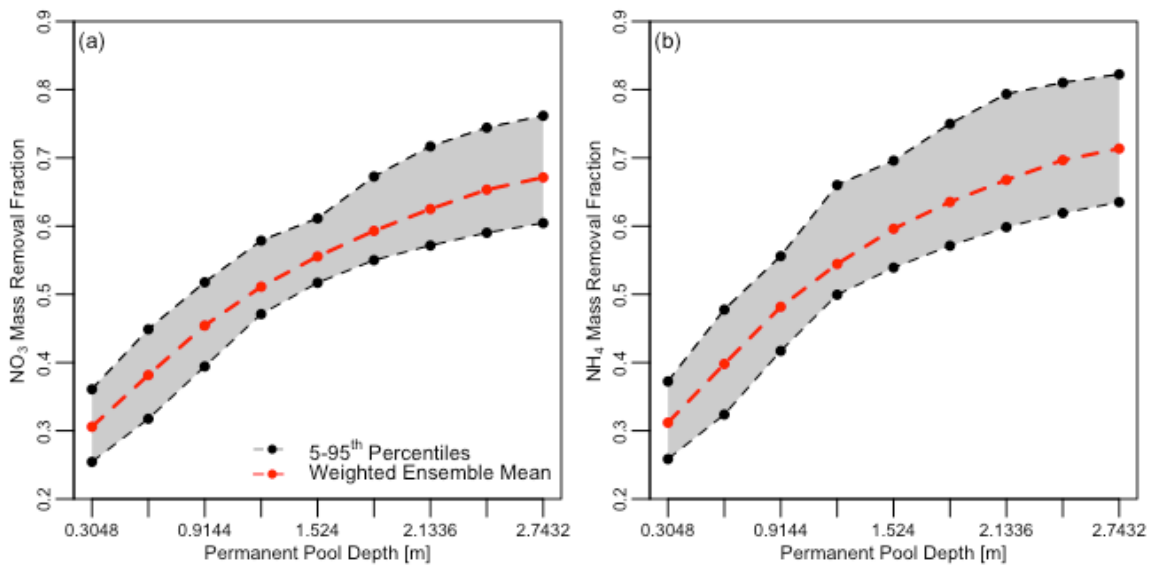 (a)
NO3 Mass Removal Fraction
0.9
0.8
0.7
0.6
0.5
0.4
0.3
0.2
5-95th Percentiles
Weighted Ensemble Mean
0.3048 0.9144 1.524 2.1336 2.7432
Permanent Pool Depth [m]
(b)
NH4 Mass Removal Fraction
0.9
0.8
0.7
0.6
0.5
0.4
0.3
0.2
0.3048 0.9144 1.524 2.1336 2.7432
Permanent Pool Depth [m]